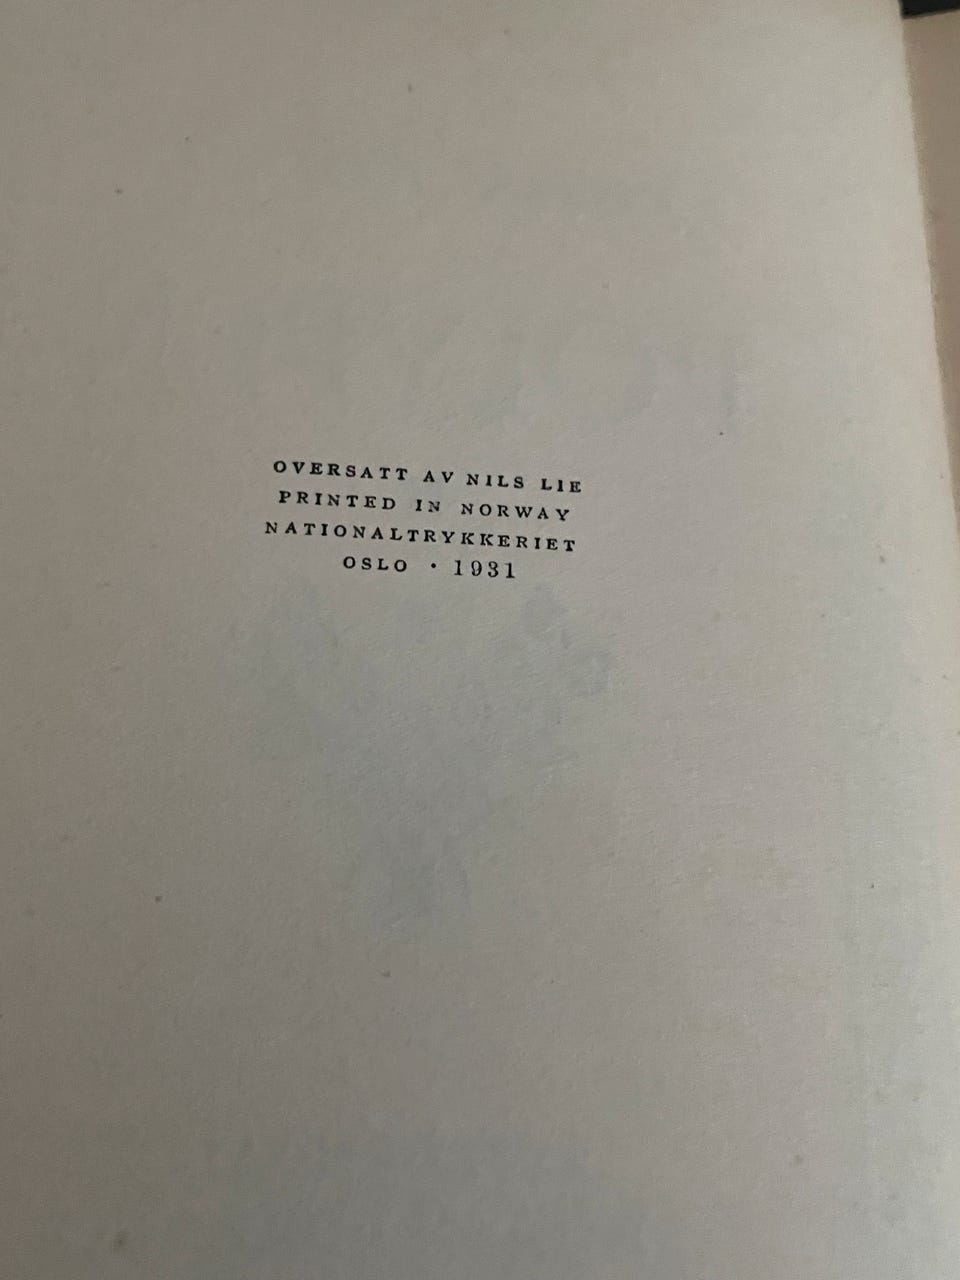 OVERSATT AV NILS LIE
PRINTED IN NORWAY
NATIONALTRYKKERIET
OSLO · 1931